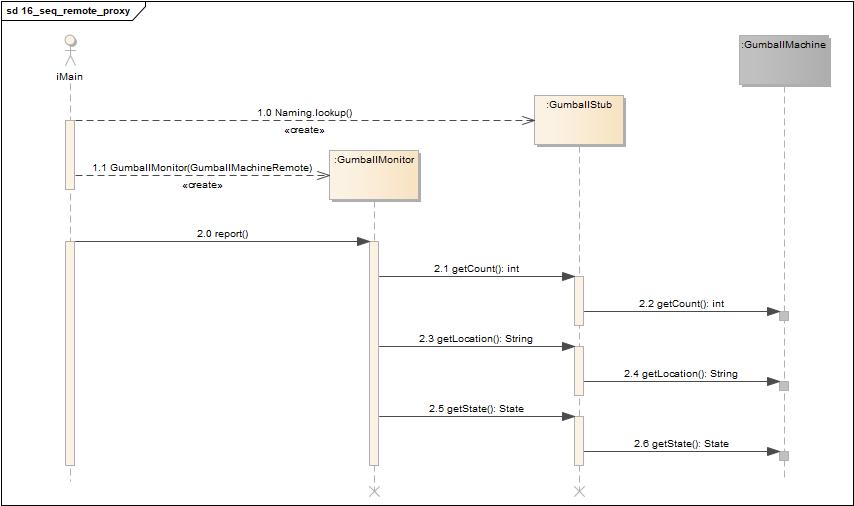 sd 16_seq_remote_proxy
:GumballMachine
iMain
:GumballStub
1.0 Naming.lookup()
«create»
:GumballMonitor
1.1 GumballMonitor(GumballMachineRemote)
«create»
2.0 report()
2.1 getCount(): int
2.2 getCount(): int
2.3 getLocation(): String
2.4 getLocation(): String
2.5 getState(): State
2.6 getState(): State